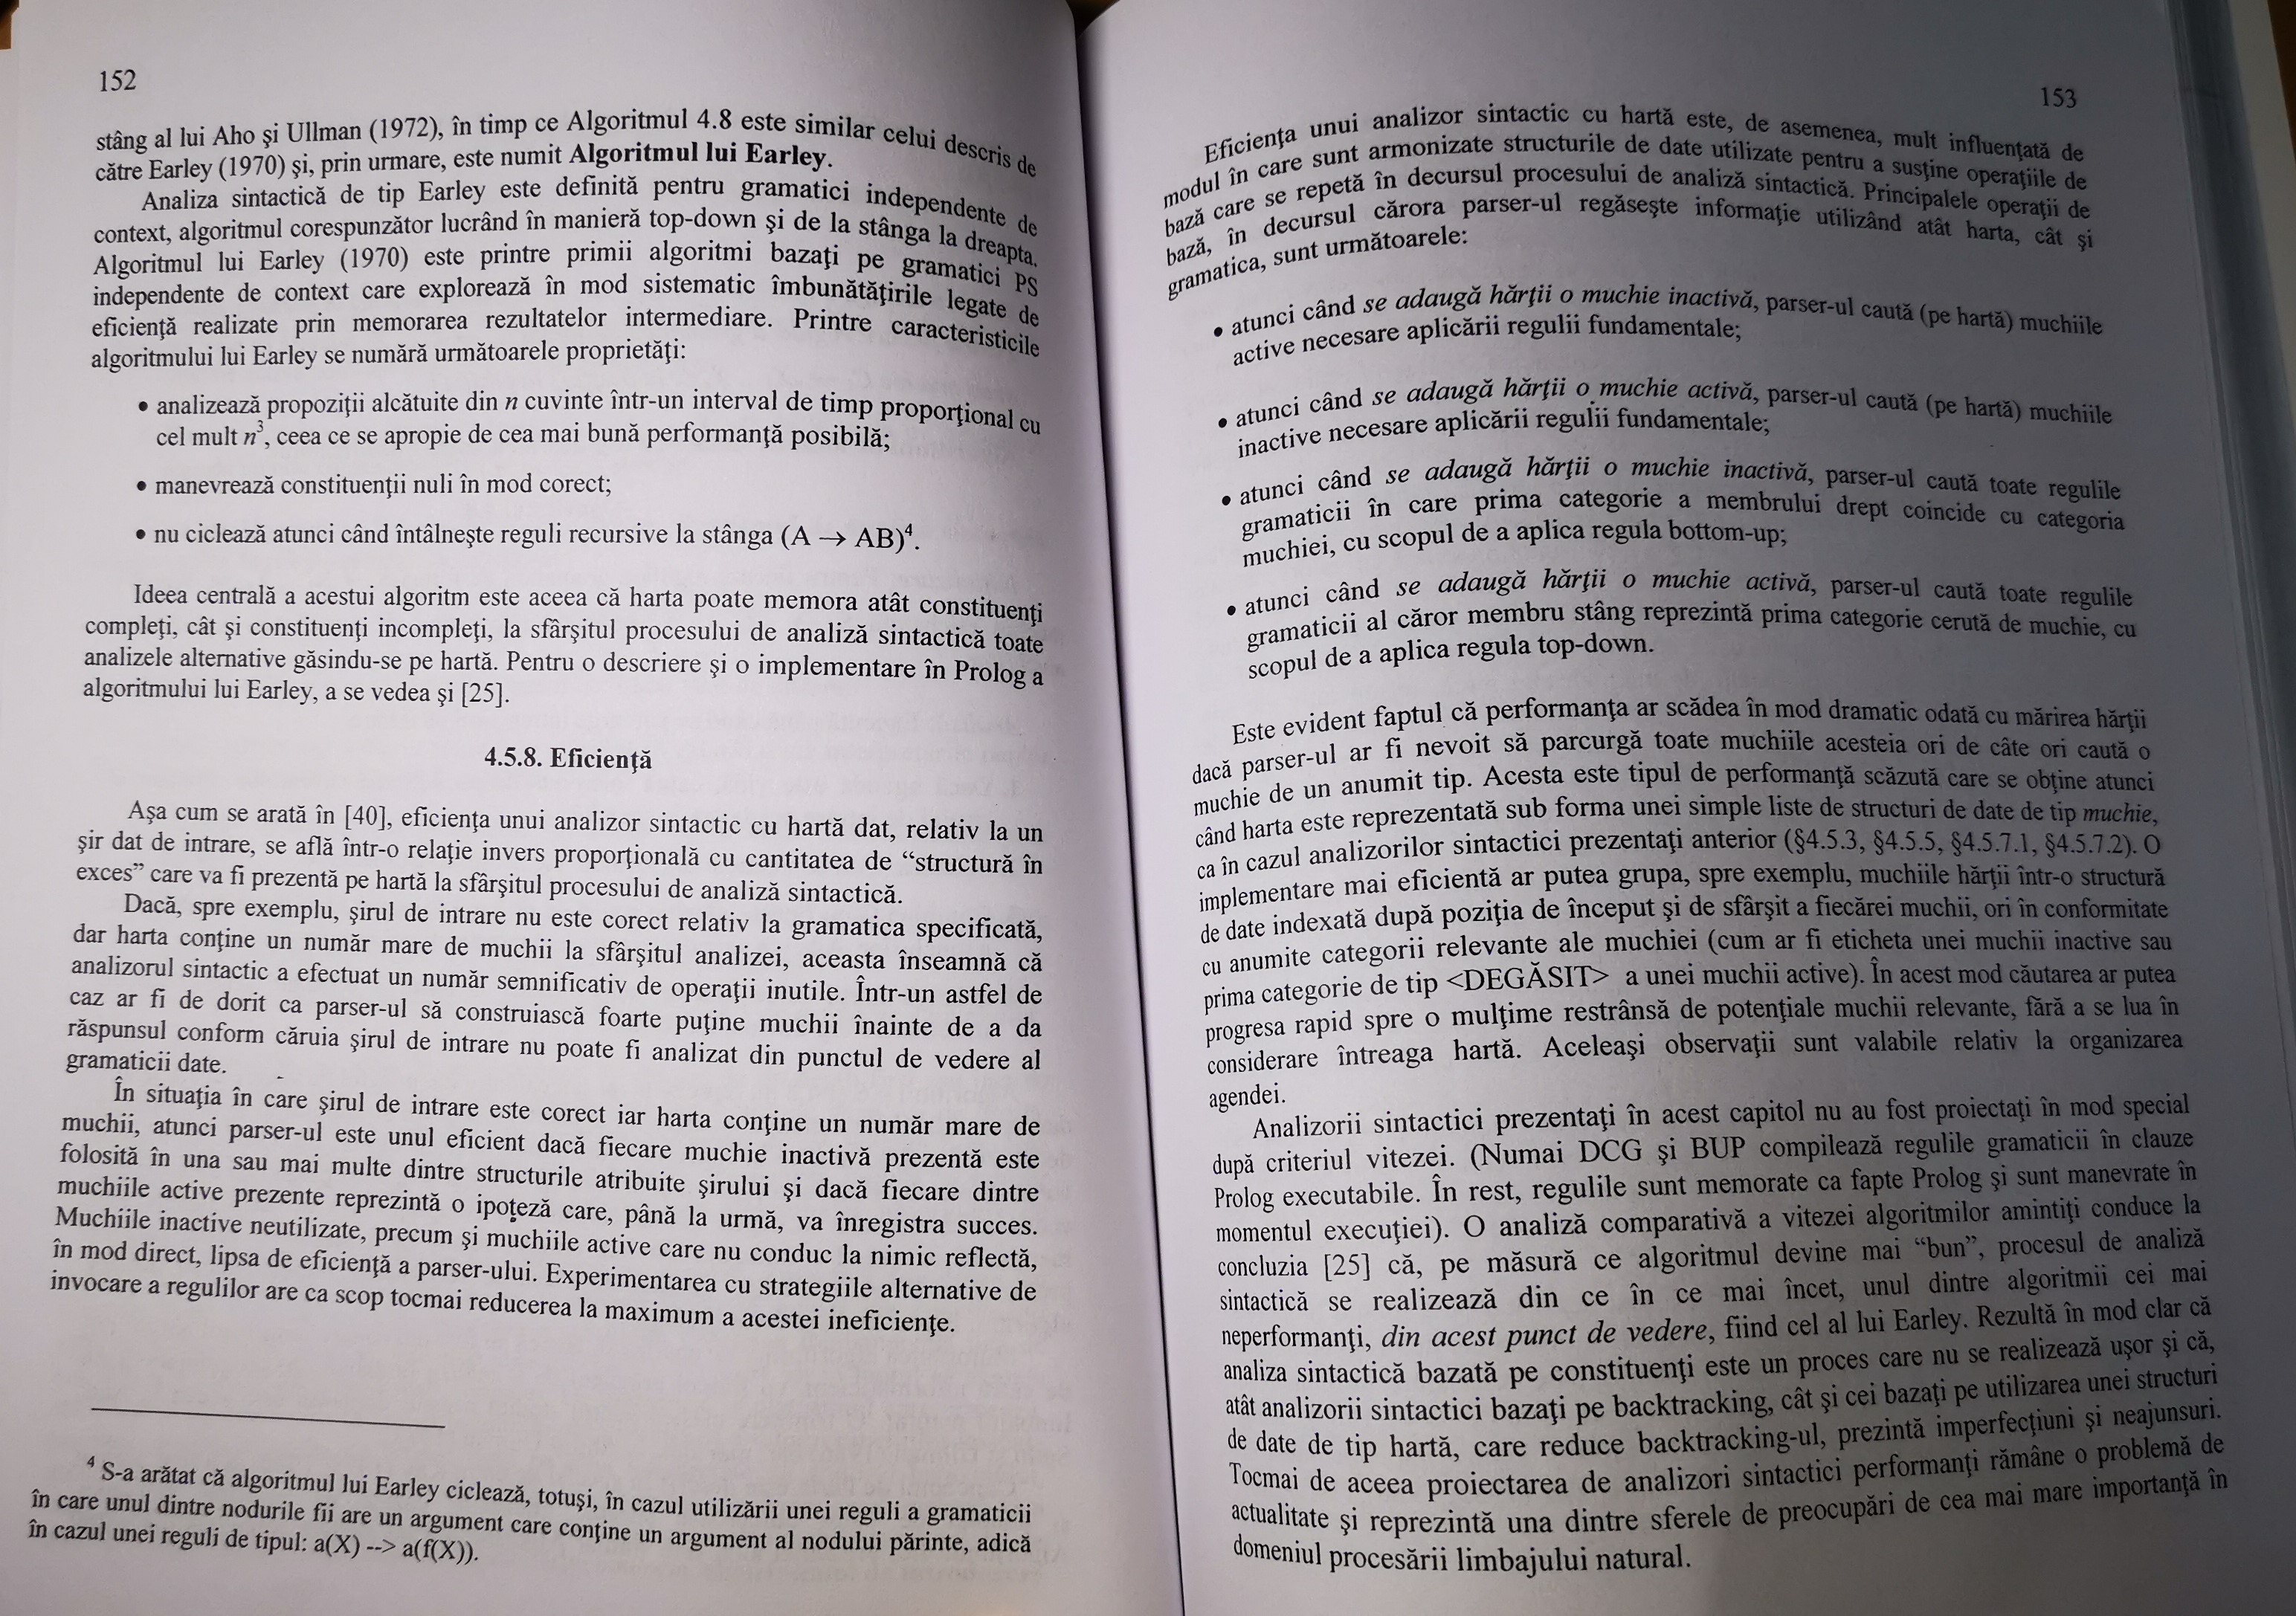 152
stâng al lui Aho şi Ullman (1972), în timp ce Algoritmul 4.8 este similar celui descris de
către Earley (1970) şi, prin urmare, este numit Algoritmul lui Earley.
Analiza sintactică de tip Earley este definită pentru gramatici independente de
context, algoritmul corespunzător lucrând în manieră top-down şi de la stânga la dreapta.
Algoritmul lui Earley (1970) este printre primii algoritmi bazaţi pe gramatici PS
independente de context care explorează în mod sistematic îmbunătăţirile legate de
eficienţă realizate prin memorarea rezultatelor intermediare. Printre caracteristicile
algoritmului lui Earley se numără următoarele proprietăţi:
• analizează propoziţii alcătuite din n cuvinte într-un interval de timp proporţional cu
cel mult n³, ceea ce se apropie de cea mai bună performanţă posibilă;
• manevrează constituenţii nuli în mod corect;
• nu ciclează atunci când întâlneşte reguli recursive la stânga (A → AB)⁴.
Ideea centrală a acestui algoritm este aceea că harta poate memora atât constituenţi
compleţi, cât şi constituenţi incompleţi, la sfârşitul procesului de analiză sintactică toate
analizele alternative găsindu-se pe hartă. Pentru o descriere şi o implementare în Prolog a
algoritmului lui Earley, a se vedea şi [25].
4.5.8. Eficienţă
Aşa cum se arată în [40], eficienţa unui analizor sintactic cu hartă dat, relativ la un
şir dat de intrare, se află într-o relaţie invers proporţională cu cantitatea de “structură în
exces” care va fi prezentă pe hartă la sfârşitul procesului de analiză sintactică.
Dacă, spre exemplu, şirul de intrare nu este corect relativ la gramatica specificată,
dar harta conţine un număr mare de muchii la sfârşitul analizei, aceasta înseamnă că
analizorul sintactic a efectuat un număr semnificativ de operaţii inutile. Într-un astfel de
caz ar fi de dorit ca parser-ul să construiască foarte puţine muchii înainte de a da
răspunsul conform căruia şirul de intrare nu poate fi analizat din punctul de vedere al
gramaticii date.
În situaţia în care şirul de intrare este corect iar harta conţine un număr mare de
muchii, atunci parser-ul este unul eficient dacă fiecare muchie inactivă prezentă este
folosită în una sau mai multe dintre structurile atribuite şirului şi dacă fiecare dintre
muchiile active prezente reprezintă o ipoteză care, până la urmă, va înregistra succes.
Muchiile inactive neutilizate, precum şi muchiile active care nu conduc la nimic reflectă,
în mod direct, lipsa de eficienţă a parser-ului. Experimentarea cu strategiile alternative de
invocare a regulilor are ca scop tocmai reducerea la maximum a acestei ineficienţe.
⁴ S-a arătat că algoritmul lui Earley ciclează, totuşi, în cazul utilizării unei reguli a gramaticii
în care unul dintre nodurile fii are un argument care conţine un argument al nodului părinte, adică
în cazul unei reguli de tipul: a(X) --> a(f(X)).
153
Eficienţa unui analizor sintactic cu hartă este, de asemenea, mult influenţată de
modul în care sunt armonizate structurile de date utilizate pentru a susţine operaţiile de
bază care se repetă în decursul procesului de analiză sintactică. Principalele operaţii de
bază, în decursul cărora parser-ul regăseşte informaţie utilizând atât harta, cât şi
gramatica, sunt următoarele:
• atunci când se adaugă hărţii o muchie inactivă, parser-ul caută (pe hartă) muchiile
active necesare aplicării regulii fundamentale;
• atunci când se adaugă hărţii o muchie activă, parser-ul caută (pe hartă) muchiile
inactive necesare aplicării regulii fundamentale;
• atunci când se adaugă hărţii o muchie inactivă, parser-ul caută toate regulile
gramaticii în care prima categorie a membrului drept coincide cu categoria
muchiei, cu scopul de a aplica regula bottom-up;
• atunci când se adaugă hărţii o muchie activă, parser-ul caută toate regulile
gramaticii al căror membru stâng reprezintă prima categorie cerută de muchie, cu
scopul de a aplica regula top-down.
Este evident faptul că performanţa ar scădea în mod dramatic odată cu mărirea hărţii
dacă parser-ul ar fi nevoit să parcurgă toate muchiile acesteia ori de câte ori caută o
muchie de un anumit tip. Acesta este tipul de performanţă scăzută care se obţine atunci
când harta este reprezentată sub forma unei simple liste de structuri de date de tip muchie,
ca în cazul analizorilor sintactici prezentaţi anterior (§4.5.3, §4.5.5, §4.5.7.1, §4.5.7.2). O
implementare mai eficientă ar putea grupa, spre exemplu, muchiile hărţii într-o structură
de date indexată după poziţia de început şi de sfârşit a fiecărei muchii, ori în conformitate
cu anumite categorii relevante ale muchiei (cum ar fi eticheta unei muchii inactive sau
prima categorie de tip <DEGĂSIT> a unei muchii active). În acest mod căutarea ar putea
progresa rapid spre o mulţime restrânsă de potenţiale muchii relevante, fără a se lua în
considerare întreaga hartă. Aceleaşi observaţii sunt valabile relativ la organizarea
agendei.
Analizorii sintactici prezentaţi în acest capitol nu au fost proiectaţi în mod special
după criteriul vitezei. (Numai DCG şi BUP compilează regulile gramaticii în clauze
Prolog executabile. În rest, regulile sunt memorate ca fapte Prolog şi sunt manevrate în
momentul execuţiei). O analiză comparativă a vitezei algoritmilor amintiţi conduce la
concluzia [25] că, pe măsură ce algoritmul devine mai “bun”, procesul de analiză
sintactică se realizează din ce în ce mai încet, unul dintre algoritmii cei mai
neperformanţi, din acest punct de vedere, fiind cel al lui Earley. Rezultă în mod clar că
analiza sintactică bazată pe constituenţi este un proces care nu se realizează uşor şi că,
atât analizorii sintactici bazaţi pe backtracking, cât şi cei bazaţi pe utilizarea unei structuri
de date de tip hartă, care reduce backtracking-ul, prezintă imperfecţiuni şi neajunsuri.
Tocmai de aceea proiectarea de analizori sintactici performanţi rămâne o problemă de
actualitate şi reprezintă una dintre sferele de preocupări de cea mai mare importanţă în
domeniul procesării limbajului natural.